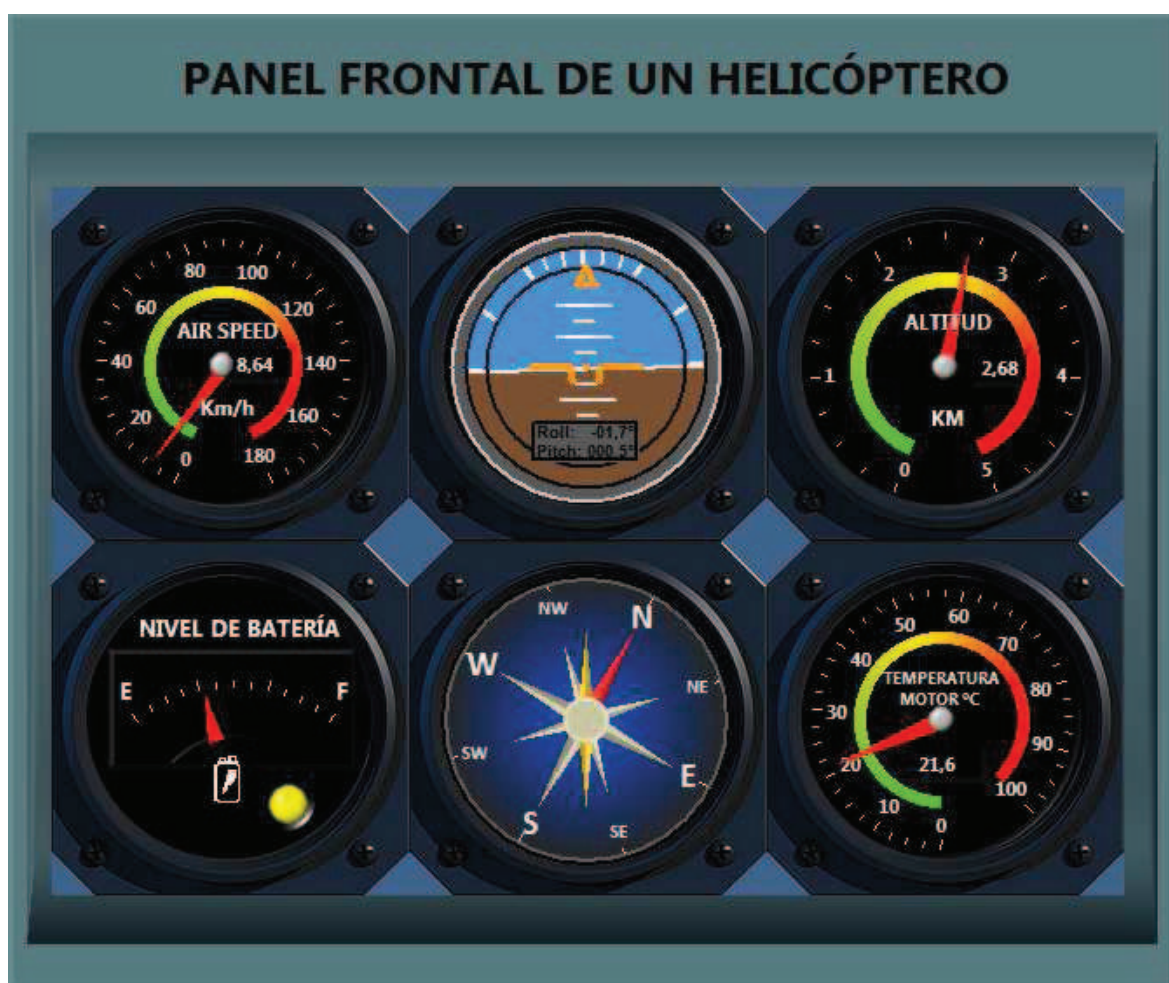 PANEL FRONTAL DE UN HELICÓPTERO
80 100
60 120
AIR SPEED
40 8,64 140
Km/h
20 160
0 180
Roll: -01,7°
Pitch: 000,5°
2 3
ALTITUD
1 2,68 4
KM
0 5
NIVEL DE BATERÍA
E F
NW N
W NE
SW E
S SE
50 60
40 70
TEMPERATURA
MOTOR ºC
30 80
20 21,6 90
10 100
0